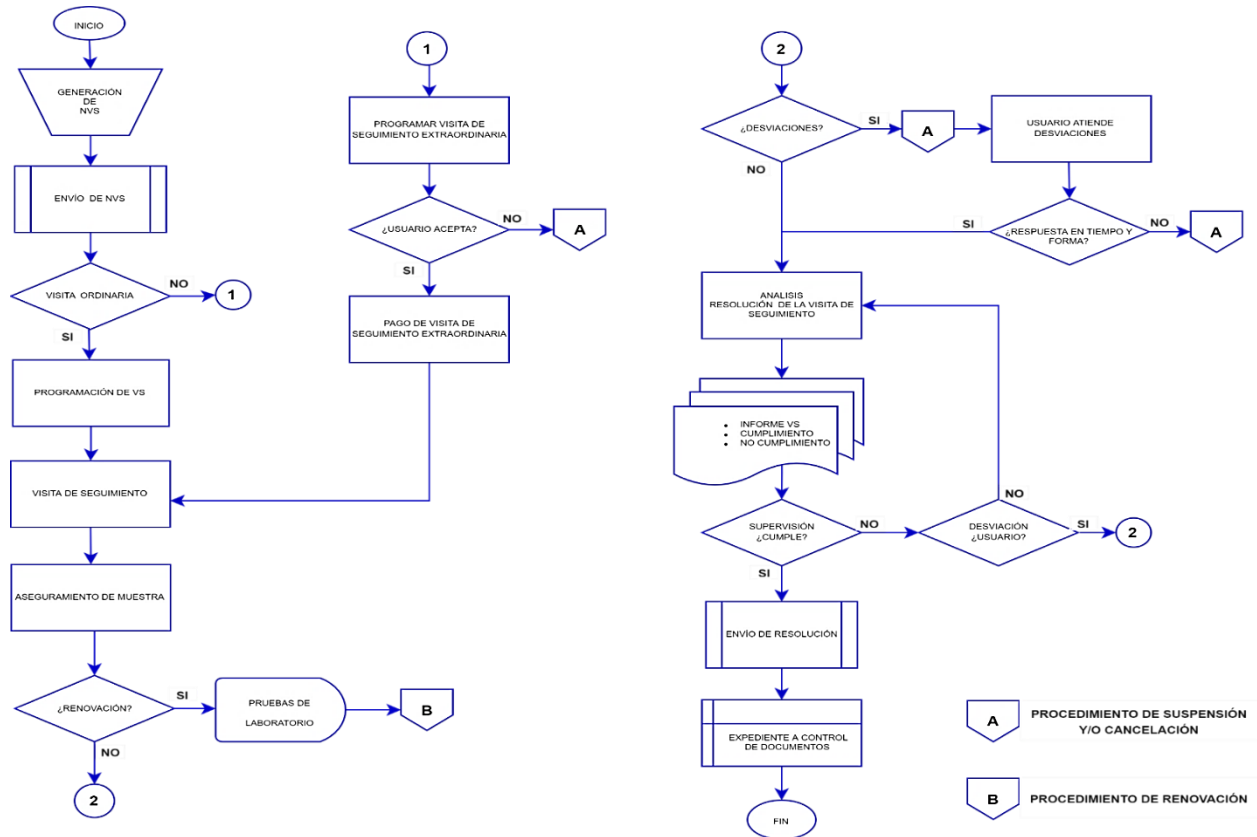 INICIO
GENERACIÓN
DE
NVS
ENVÍO DE NVS
VISITA ORDINARIA
NO
1
SI
PROGRAMACIÓN DE VS
VISITA DE SEGUIMIENTO
ASEGURAMIENTO DE MUESTRA
¿RENOVACIÓN?
SI
PRUEBAS DE
LABORATORIO
B
NO
2
1
PROGRAMAR VISITA DE
SEGUIMIENTO EXTRAORDINARIA
¿USUARIO ACEPTA?
NO
A
SI
PAGO DE VISITA DE
SEGUIMIENTO EXTRAORDINARIA
2
¿DESVIACIONES?
SI
A
USUARIO ATIENDE
DESVIACIONES
NO
SI
¿RESPUESTA EN TIEMPO Y
FORMA?
NO
A
ANALISIS
RESOLUCIÓN DE LA VISITA DE
SEGUIMIENTO
• INFORME VS
• CUMPLIMIENTO
• NO CUMPLIMIENTO
SUPERVISIÓN
¿CUMPLE?
NO
DESVIACIÓN
¿USUARIO?
NO
SI
2
SI
ENVÍO DE RESOLUCIÓN
EXPEDIENTE A CONTROL
DE DOCUMENTOS
FIN
A
PROCEDIMIENTO DE SUSPENSIÓN
Y/O CANCELACIÓN
B
PROCEDIMIENTO DE RENOVACIÓN